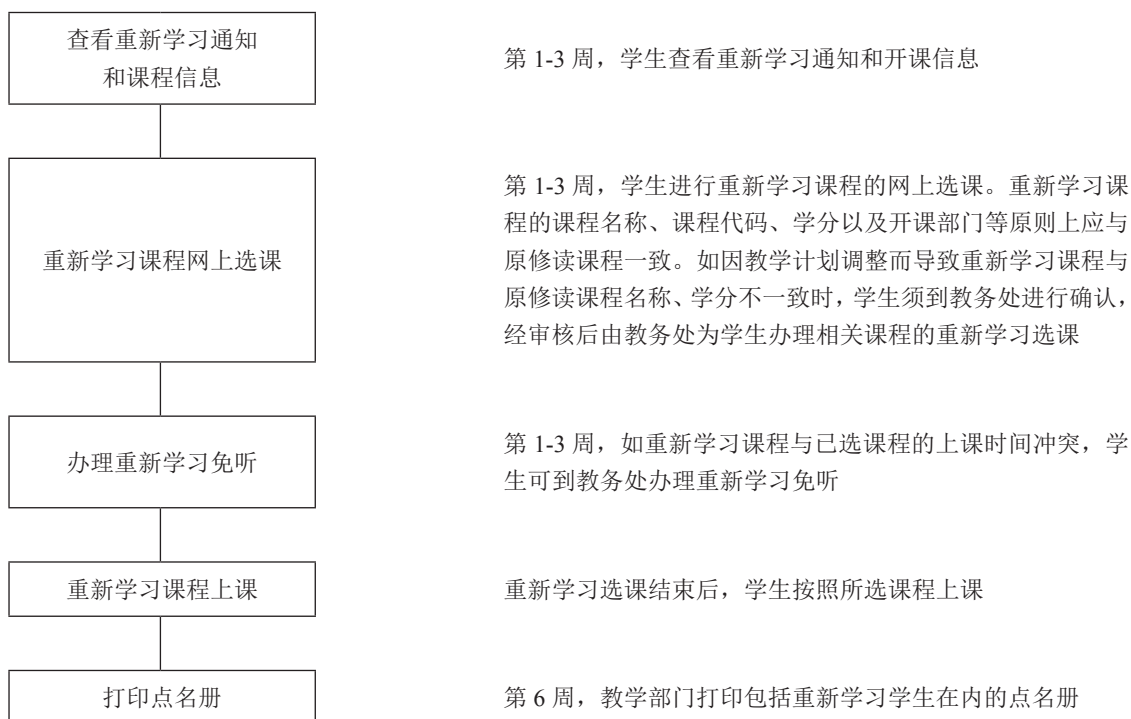 查看重新学习通知
和课程信息
第 1-3 周，学生查看重新学习通知和开课信息
重新学习课程网上选课
第 1-3 周，学生进行重新学习课程的网上选课。重新学习课
程的课程名称、课程代码、学分以及开课部门等原则上应与
原修读课程一致。如因教学计划调整而导致重新学习课程与
原修读课程名称、学分不一致时，学生须到教务处进行确认，
经审核后由教务处为学生办理相关课程的重新学习选课
办理重新学习免听
第 1-3 周，如重新学习课程与已选课程的上课时间冲突，学
生可到教务处办理重新学习免听
重新学习课程上课
重新学习选课结束后，学生按照所选课程上课
打印点名册
第 6 周，教学部门打印包括重新学习学生在内的点名册